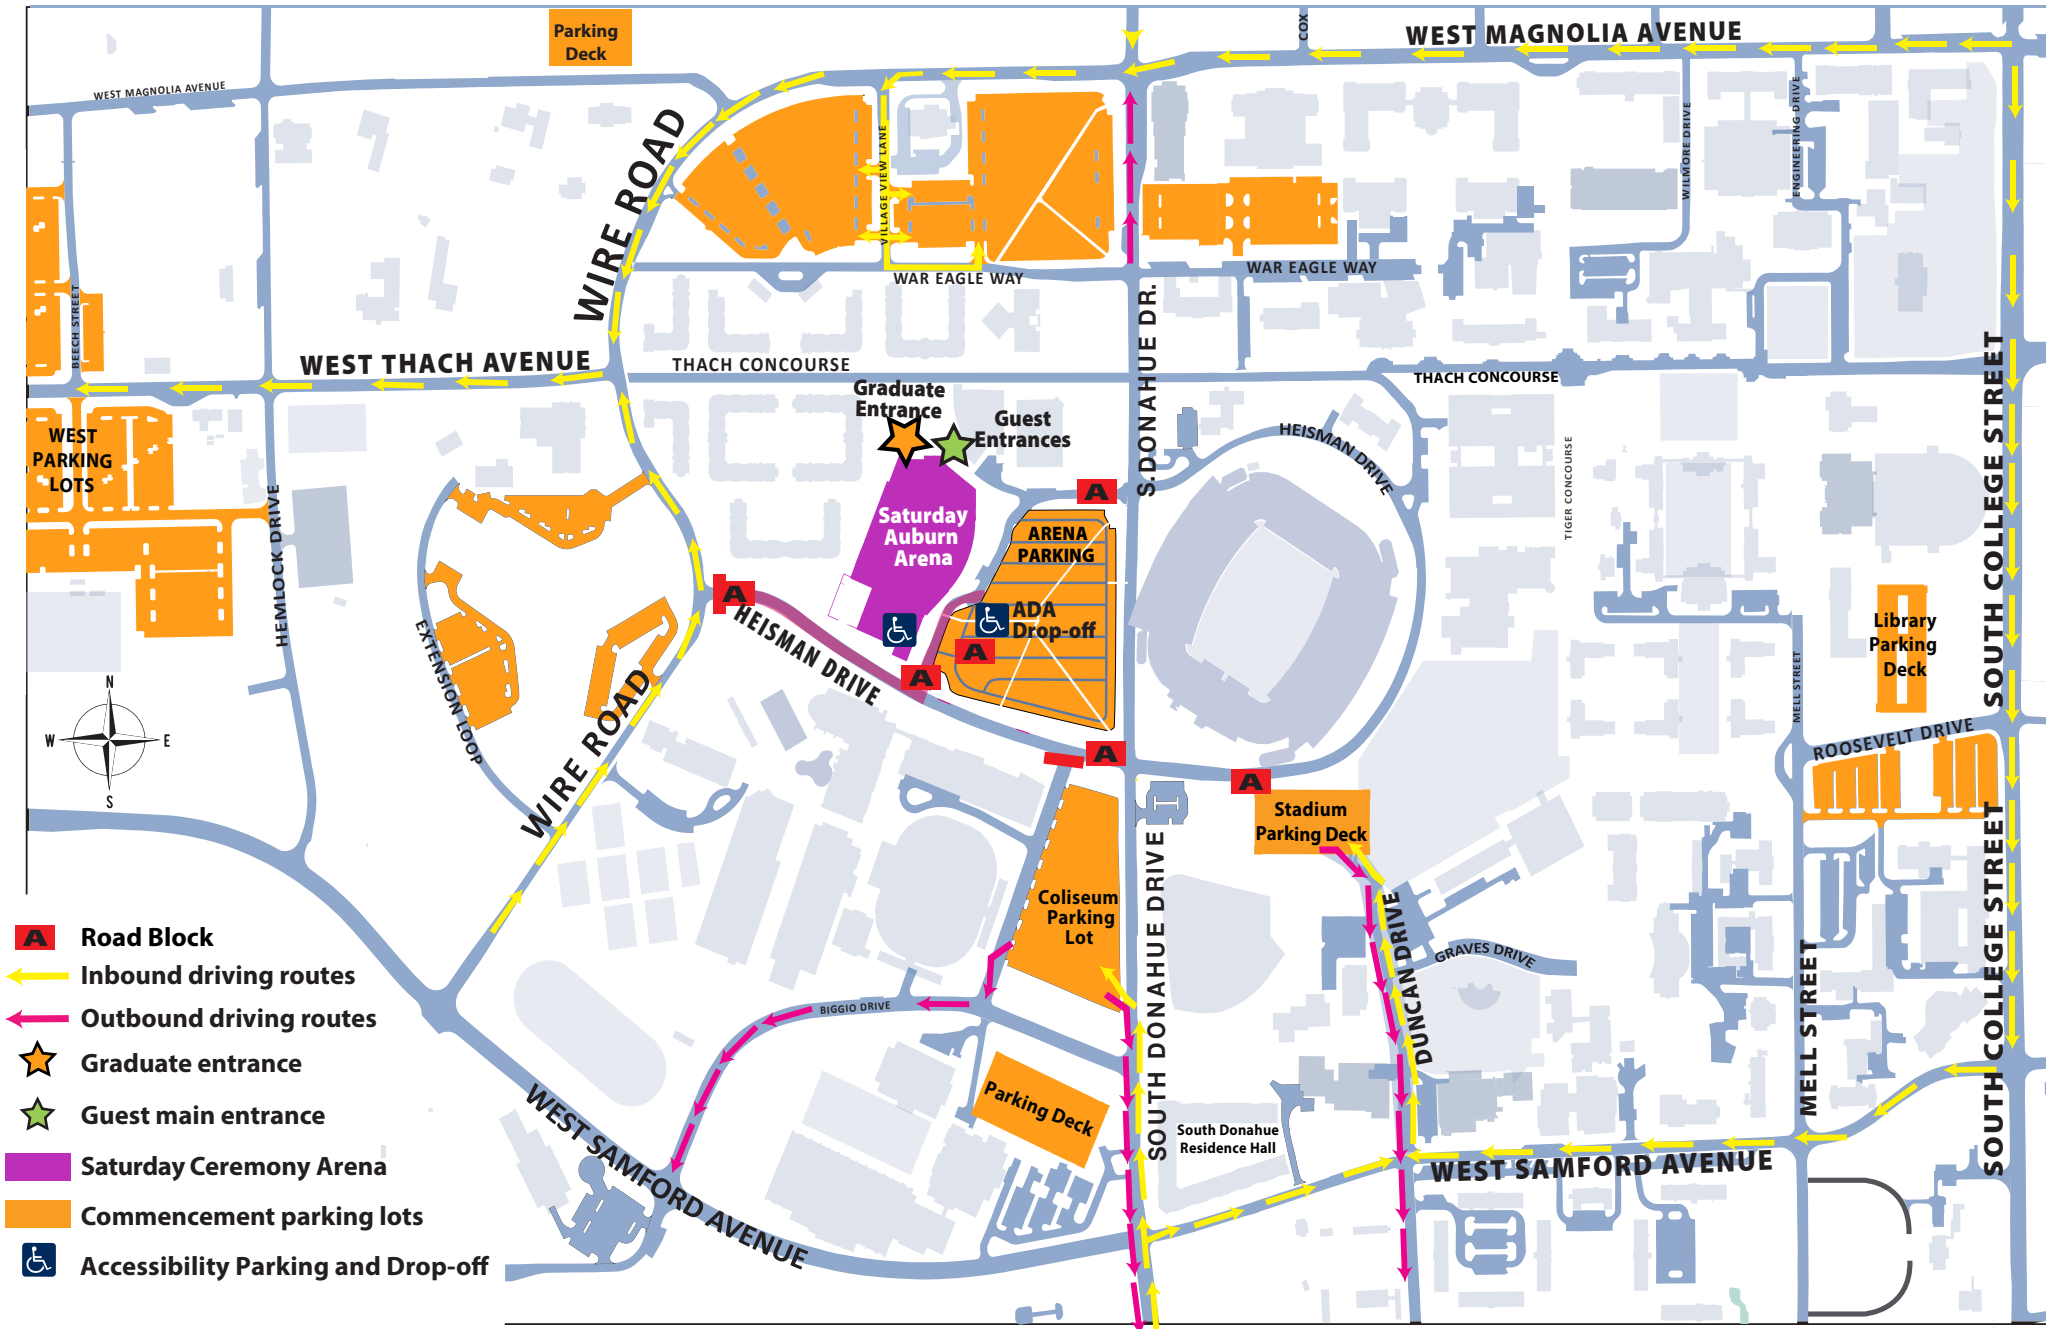 Parking
Deck
COX
WEST MAGNOLIA AVENUE
WEST MAGNOLIA AVENUE
WIRE ROAD
VILLAGE VIEW LANE
WILMORE DRIVE
ENGINEERING DRIVE
WAR EAGLE WAY
WAR EAGLE WAY
BEECH STREET
S.DONAHUE DR.
WEST THACH AVENUE
THACH CONCOURSE
THACH CONCOURSE
Graduate
Entrance
Guest
Entrances
HEISMAN DRIVE
SOUTH COLLEGE STREET
WEST
PARKING
LOTS
HEMLOCK DRIVE
TIGER CONCOURSE
A
Saturday
Auburn
Arena
ARENA
PARKING
A
HEISMAN DRIVE
ADA
Drop-off
A
A
EXTENSION LOOP
WIRE ROAD
Library
Parking
Deck
MELL STREET
ROOSEVELT DRIVE
N
W
E
S
A
A
Stadium
Parking Deck
SOUTH DONAHUE DRIVE
Coliseum
Parking
Lot
DUNCAN DRIVE
GRAVES DRIVE
MELL STREET
SOUTH COLLEGE STREET
BIGGIO DRIVE
Parking Deck
South Donahue
Residence Hall
WEST SAMFORD AVENUE
WEST SAMFORD AVENUE
A
Road Block
Inbound driving routes
Outbound driving routes
Graduate entrance
Guest main entrance
Saturday Ceremony Arena
Commencement parking lots
Accessibility Parking and Drop-off